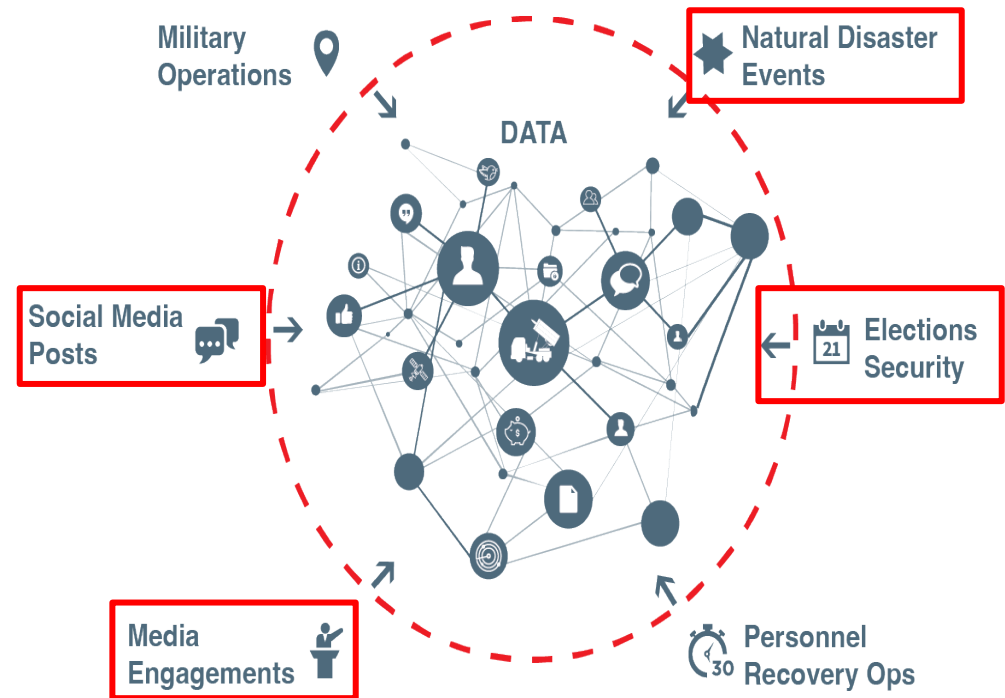 Military
Operations
Natural Disaster
Events
DATA
Social Media
Posts
21
Elections
Security
$
Media
Engagements
30
Personnel
Recovery Ops